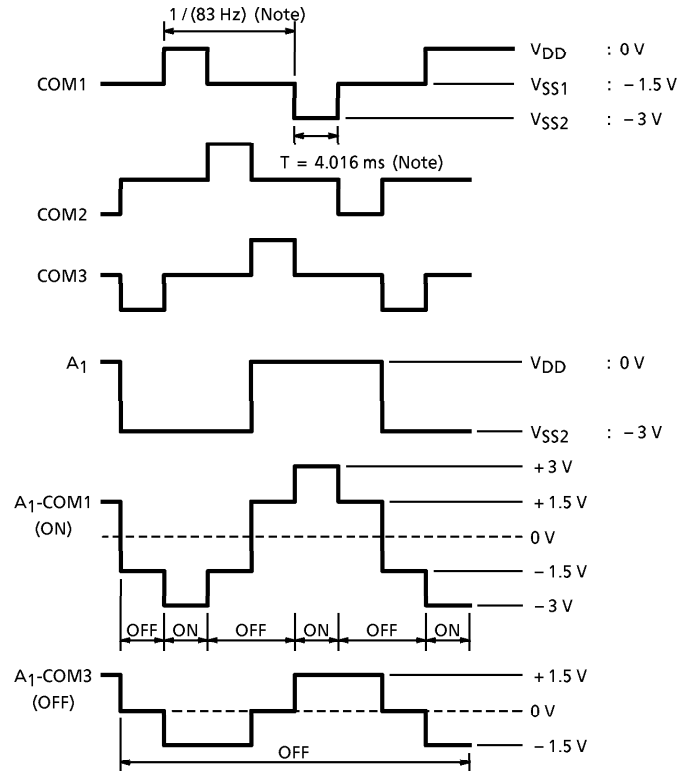 1 / (83 Hz) (Note)
VDD : 0 V
COM1 VSS1 : – 1.5 V
VSS2 : – 3 V
T = 4.016 ms (Note)
COM2
COM3
A1 VDD : 0 V
VSS2 : – 3 V
+ 3 V
A1-COM1 + 1.5 V
(ON) 0 V
– 1.5 V
– 3 V
OFF ON OFF ON OFF ON
A1-COM3 + 1.5 V
(OFF) 0 V
– 1.5 V
OFF